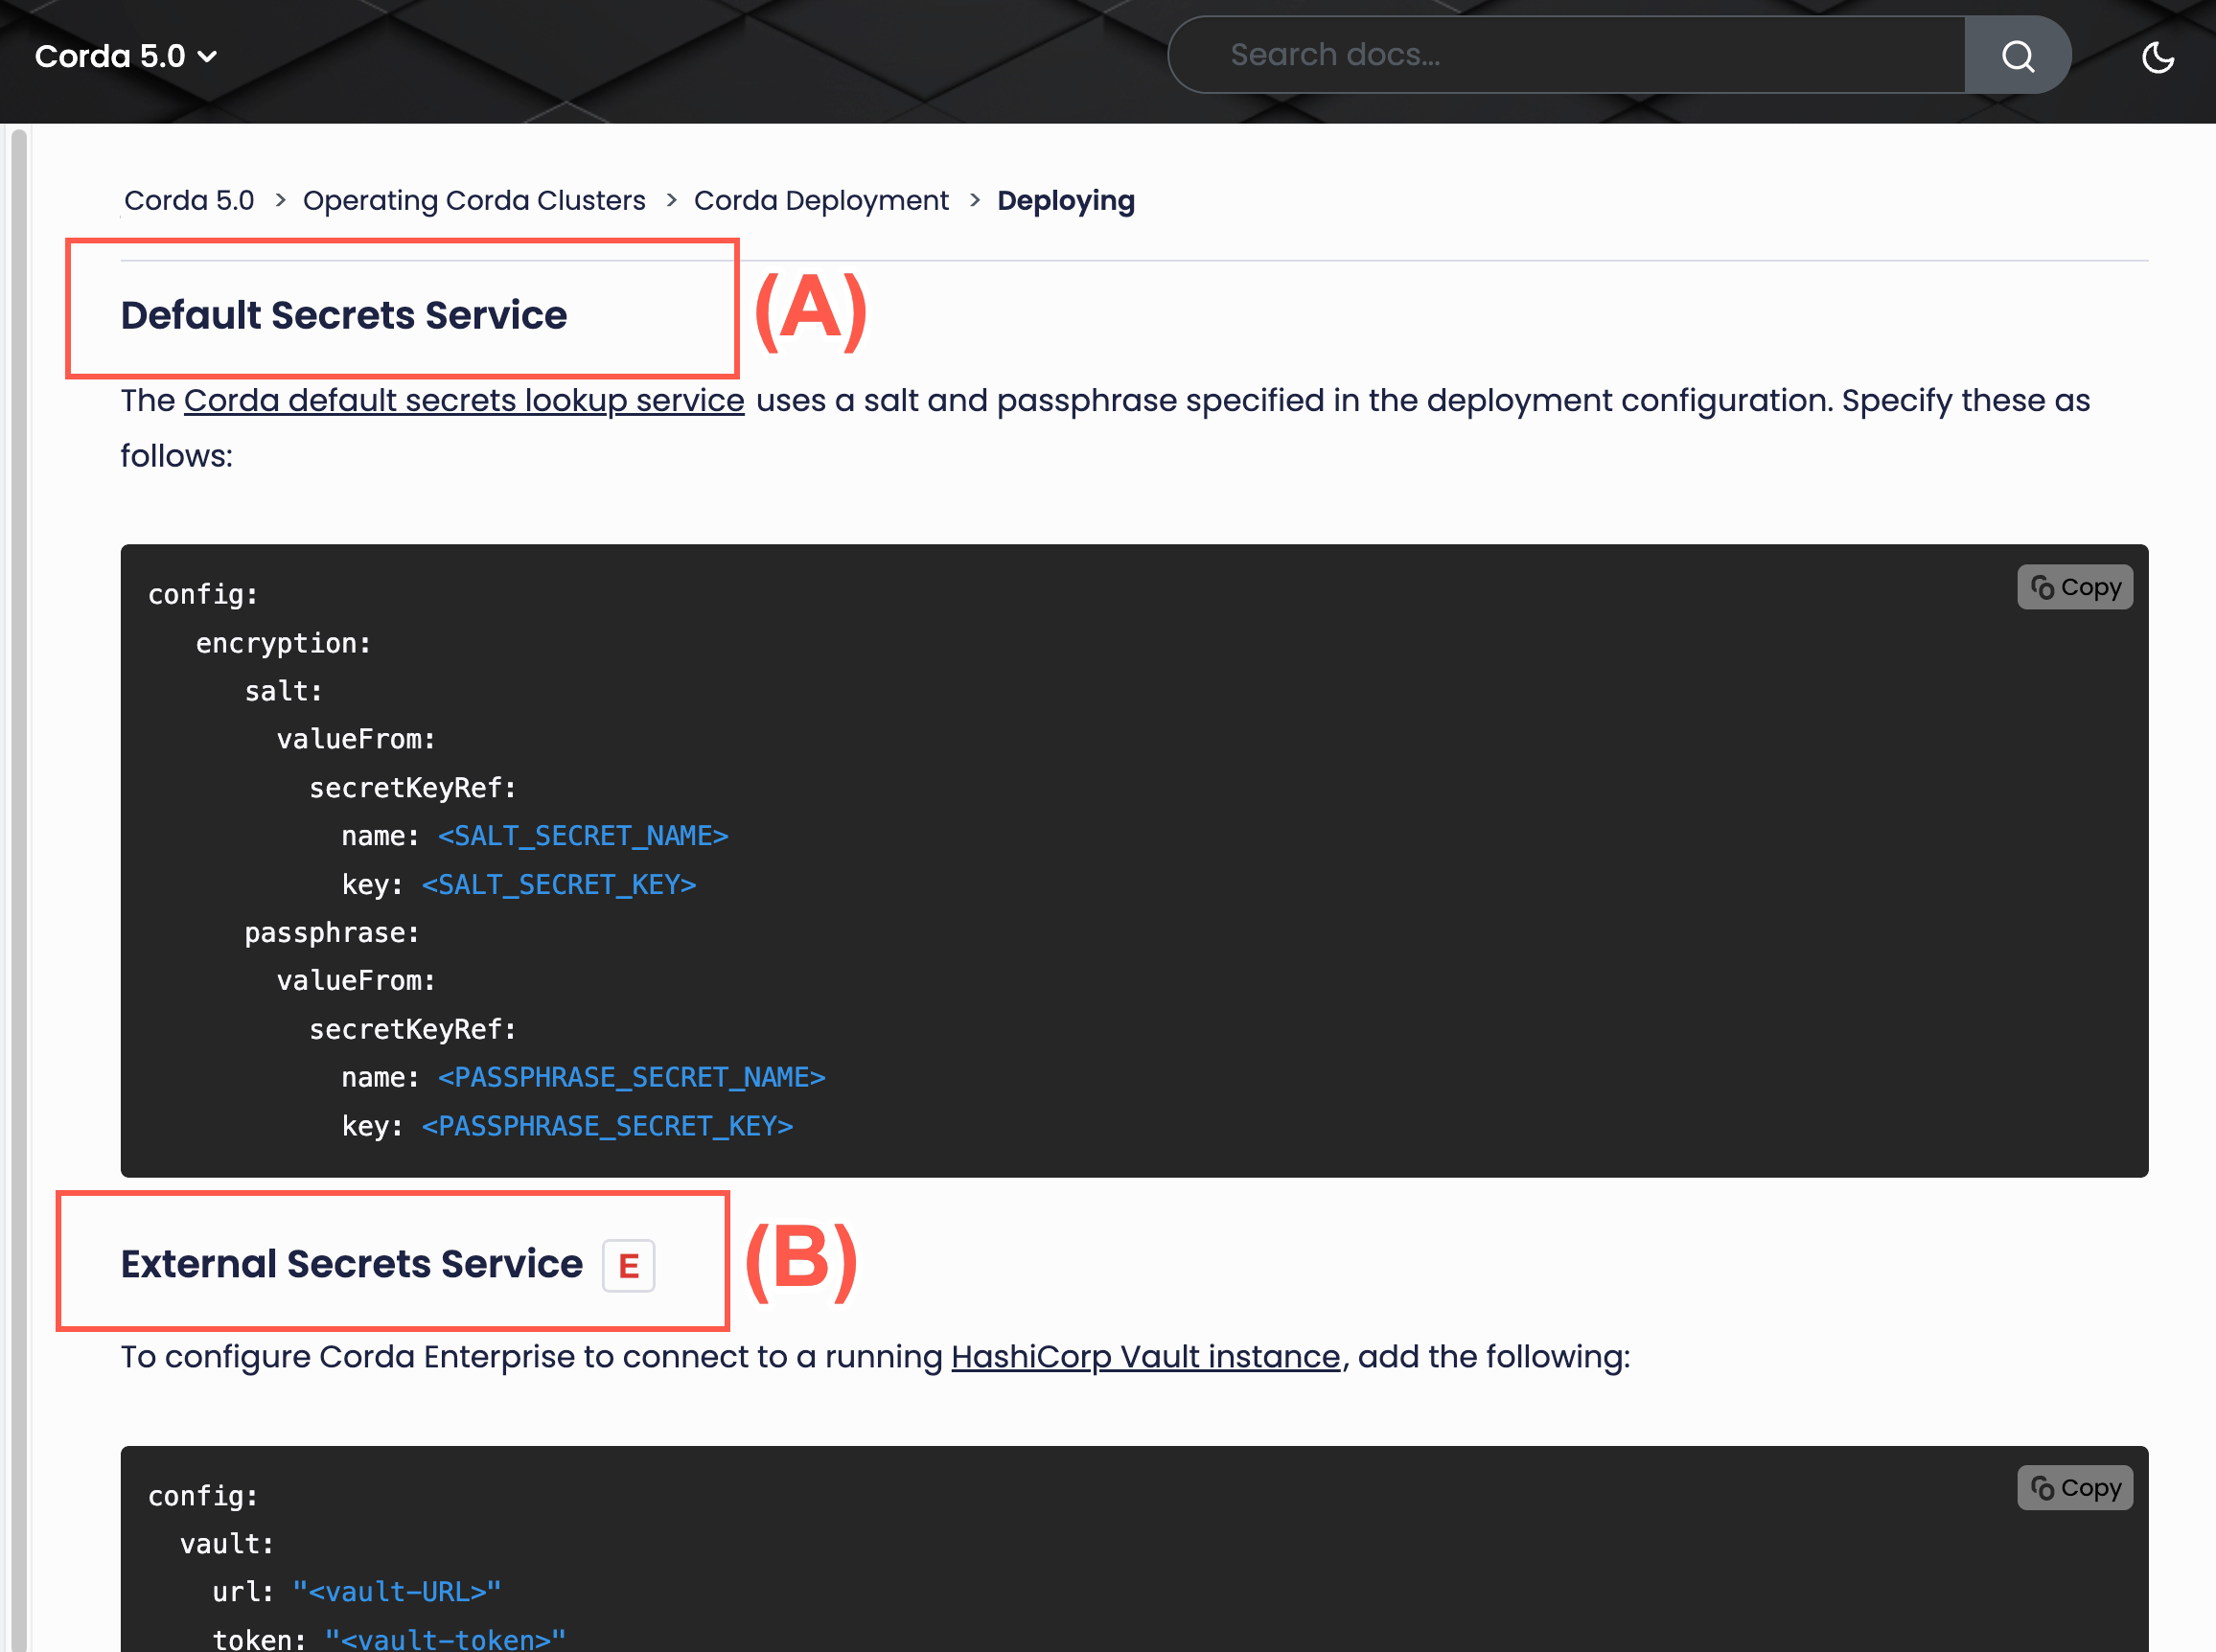 Corda 5.0
Search docs...
Corda 5.0 > Operating Corda Clusters > Corda Deployment > Deploying
Default Secrets Service
(A)
The Corda default secrets lookup service uses a salt and passphrase specified in the deployment configuration. Specify these as
follows:
Copy
config:
   encryption:
      salt:
        valueFrom:
          secretKeyRef:
            name: <SALT_SECRET_NAME>
            key: <SALT_SECRET_KEY>
      passphrase:
        valueFrom:
          secretKeyRef:
            name: <PASSPHRASE_SECRET_NAME>
            key: <PASSPHRASE_SECRET_KEY>
External Secrets Service E
(B)
To configure Corda Enterprise to connect to a running HashiCorp Vault instance, add the following:
Copy
config:
  vault:
    url: "<vault-URL>"
    token: "<vault-token>"